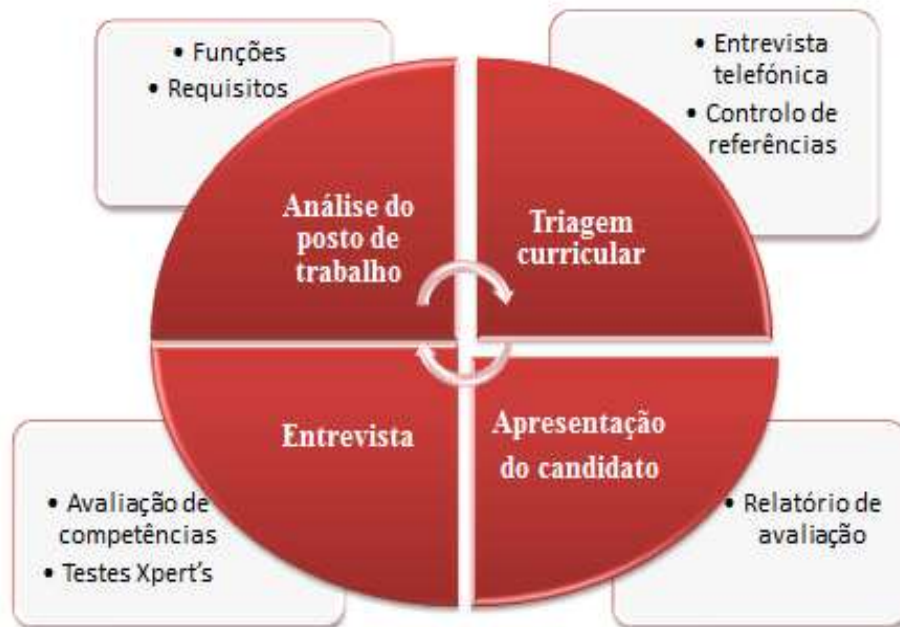 • Funções
• Requisitos
• Entrevista
telefónica
• Controlo de
referências
Análise do
posto de
trabalho
Triagem
curricular
Entrevista
Apresentação
do candidato
• Avaliação de
competências
• Testes Xpert's
• Relatório de
avaliação